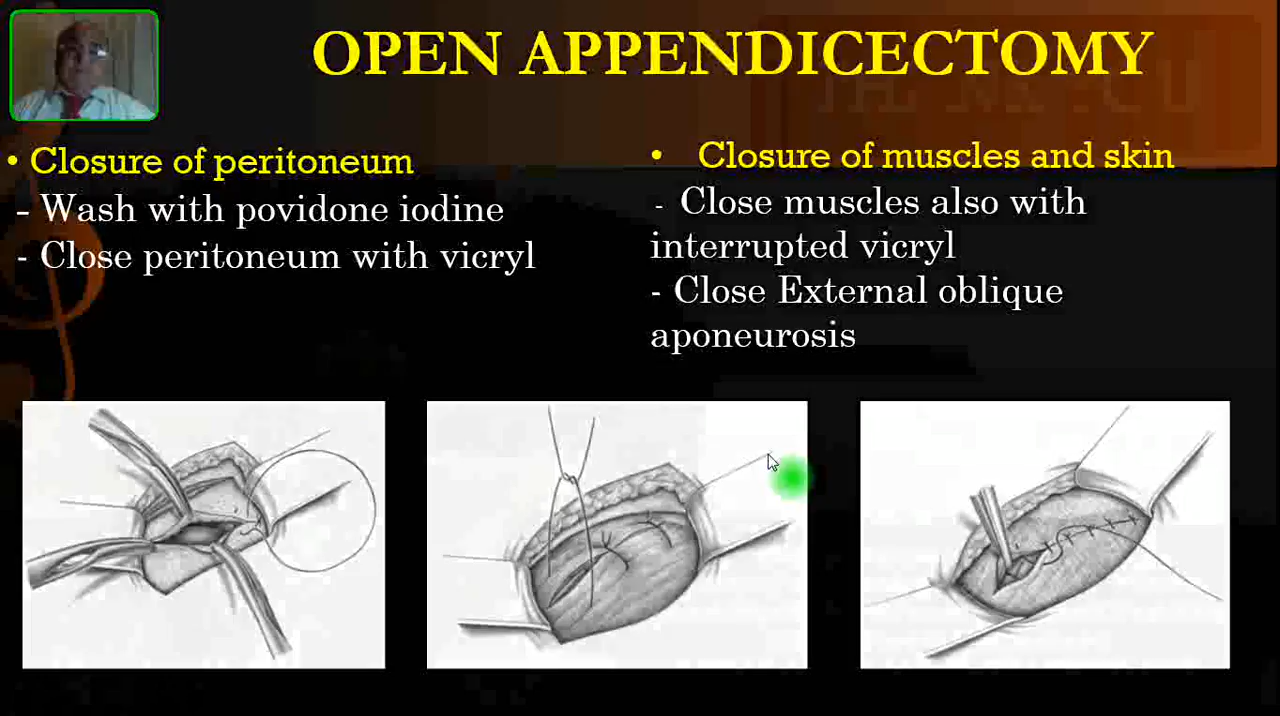 OPEN APPENDICECTOMY
• Closure of peritoneum
- Wash with povidone iodine
- Close peritoneum with vicryl
• Closure of muscles and skin
- Close muscles also with
interrupted vicryl
- Close External oblique
aponeurosis